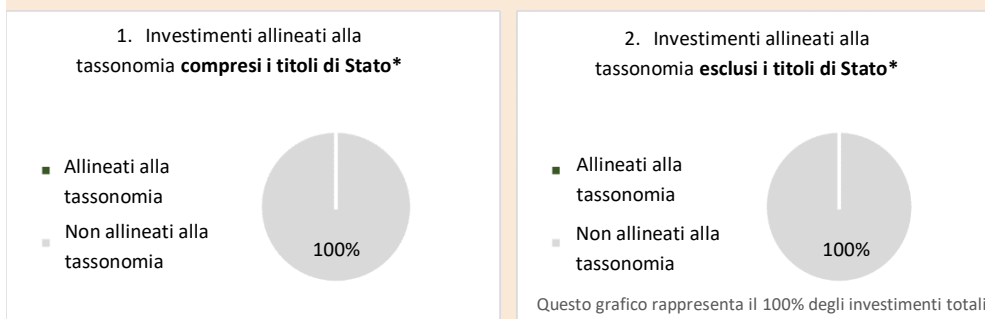 1. Investimenti allineati alla
tassonomia compresi i titoli di Stato*
Allineati alla
tassonomia
Non allineati alla
tassonomia
100%
2. Investimenti allineati alla
tassonomia esclusi i titoli di Stato*
Allineati alla
tassonomia
Non allineati alla
tassonomia
100%
Questo grafico rappresenta il 100% degli investimenti totali